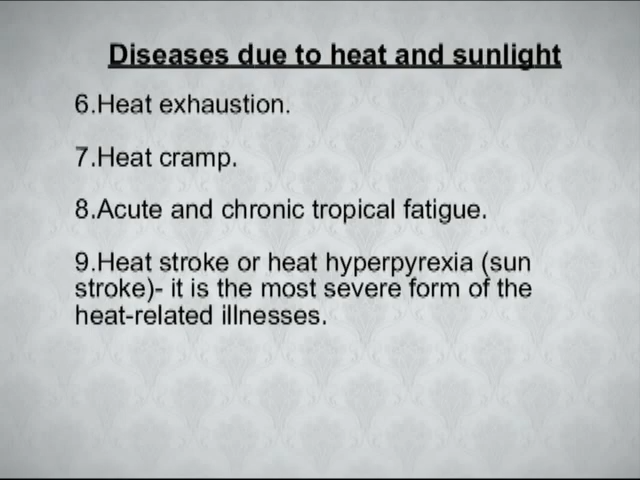 Diseases due to heat and sunlight
6.Heat exhaustion.
7.Heat cramp.
8.Acute and chronic tropical fatigue.
9.Heat stroke or heat hyperpyrexia (sun
stroke)- it is the most severe form of the
heat-related illnesses.